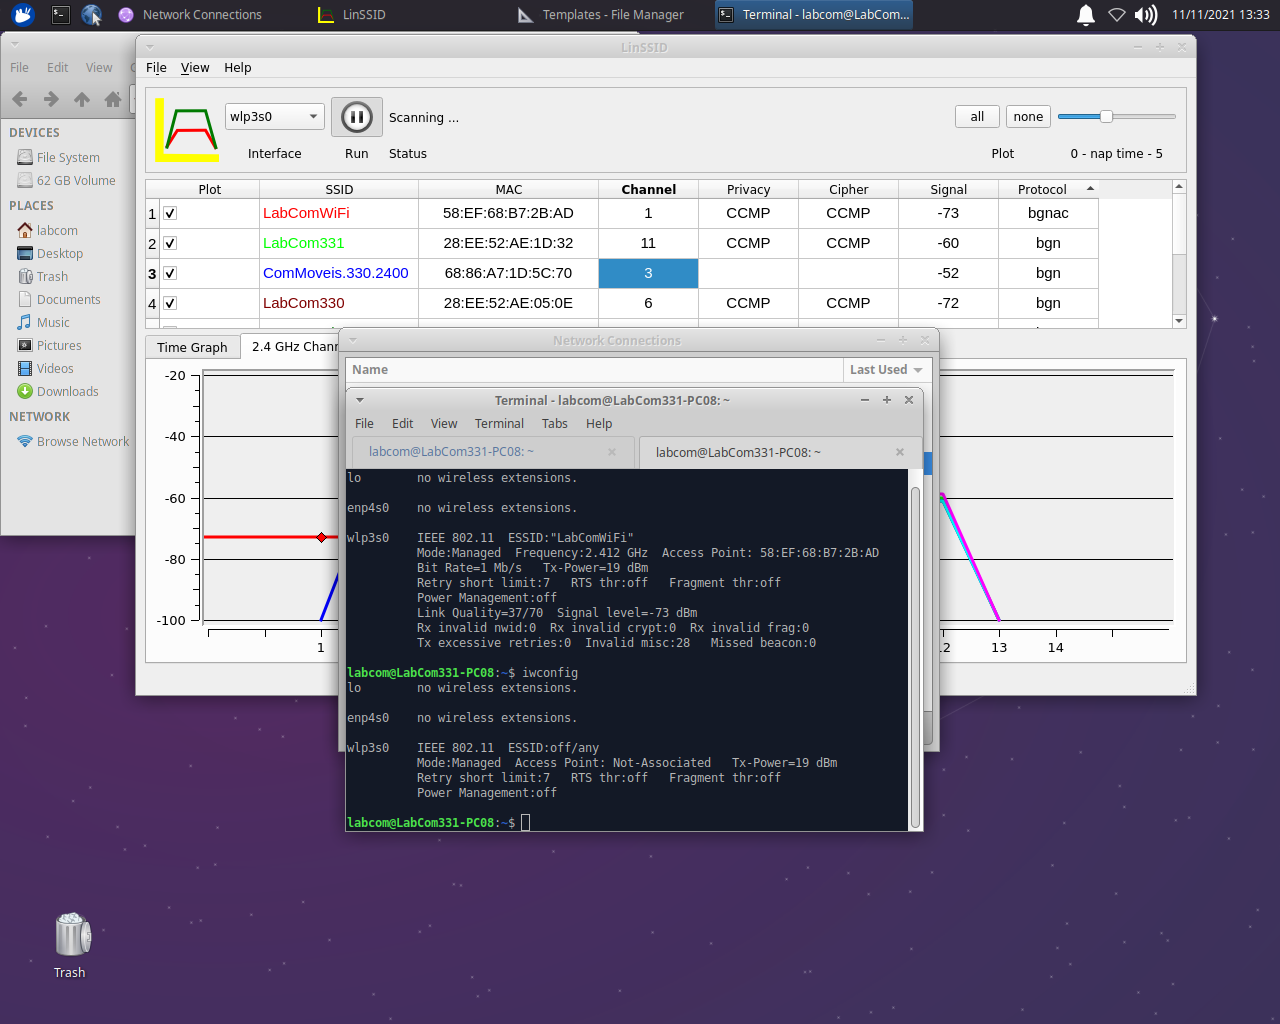 Network Connections
LinSSID
Templates - File Manager
Terminal - labcom@LabCom...
11/11/2021 13:33
File Edit View
DEVICES
File System
62 GB Volume
PLACES
labcom
Desktop
Trash
Documents
Music
Pictures
Videos
Downloads
NETWORK
Browse Network
LinSSID
File View Help
wlp3s0
Scanning ...
all none
Interface Run Status Plot 0 - nap time - 5
Plot SSID MAC Channel Privacy Cipher Signal Protocol
1 LabComWiFi 58:EF:68:B7:2B:AD 1 CCMP CCMP -73 bgnac
2 LabCom331 28:EE:52:AE:1D:32 11 CCMP CCMP -60 bgn
3 ComMoveis.330.2400 68:86:A7:1D:5C:70 3 -52 bgn
4 LabCom330 28:EE:52:AE:05:0E 6 CCMP CCMP -72 bgn
Time Graph 2.4 GHz Chann
-20
-40
-60
-80
-100
1 12 13 14
Network Connections
Name Last Used
Terminal - labcom@LabCom331-PC08: ~
File Edit View Terminal Tabs Help
labcom@LabCom331-PC08: ~ labcom@LabCom331-PC08: ~
lo no wireless extensions.
enp4s0 no wireless extensions.
wlp3s0 IEEE 802.11 ESSID:"LabComWiFi"
Mode:Managed Frequency:2.412 GHz Access Point: 58:EF:68:B7:2B:AD
Bit Rate=1 Mb/s Tx-Power=19 dBm
Retry short limit:7 RTS thr:off Fragment thr:off
Power Management:off
Link Quality=37/70 Signal level=-73 dBm
Rx invalid nwid:0 Rx invalid crypt:0 Rx invalid frag:0
Tx excessive retries:0 Invalid misc:28 Missed beacon:0
labcom@LabCom331-PC08:~$ iwconfig
lo no wireless extensions.
enp4s0 no wireless extensions.
wlp3s0 IEEE 802.11 ESSID:off/any
Mode:Managed Access Point: Not-Associated Tx-Power=19 dBm
Retry short limit:7 RTS thr:off Fragment thr:off
Power Management:off
labcom@LabCom331-PC08:~$
Trash